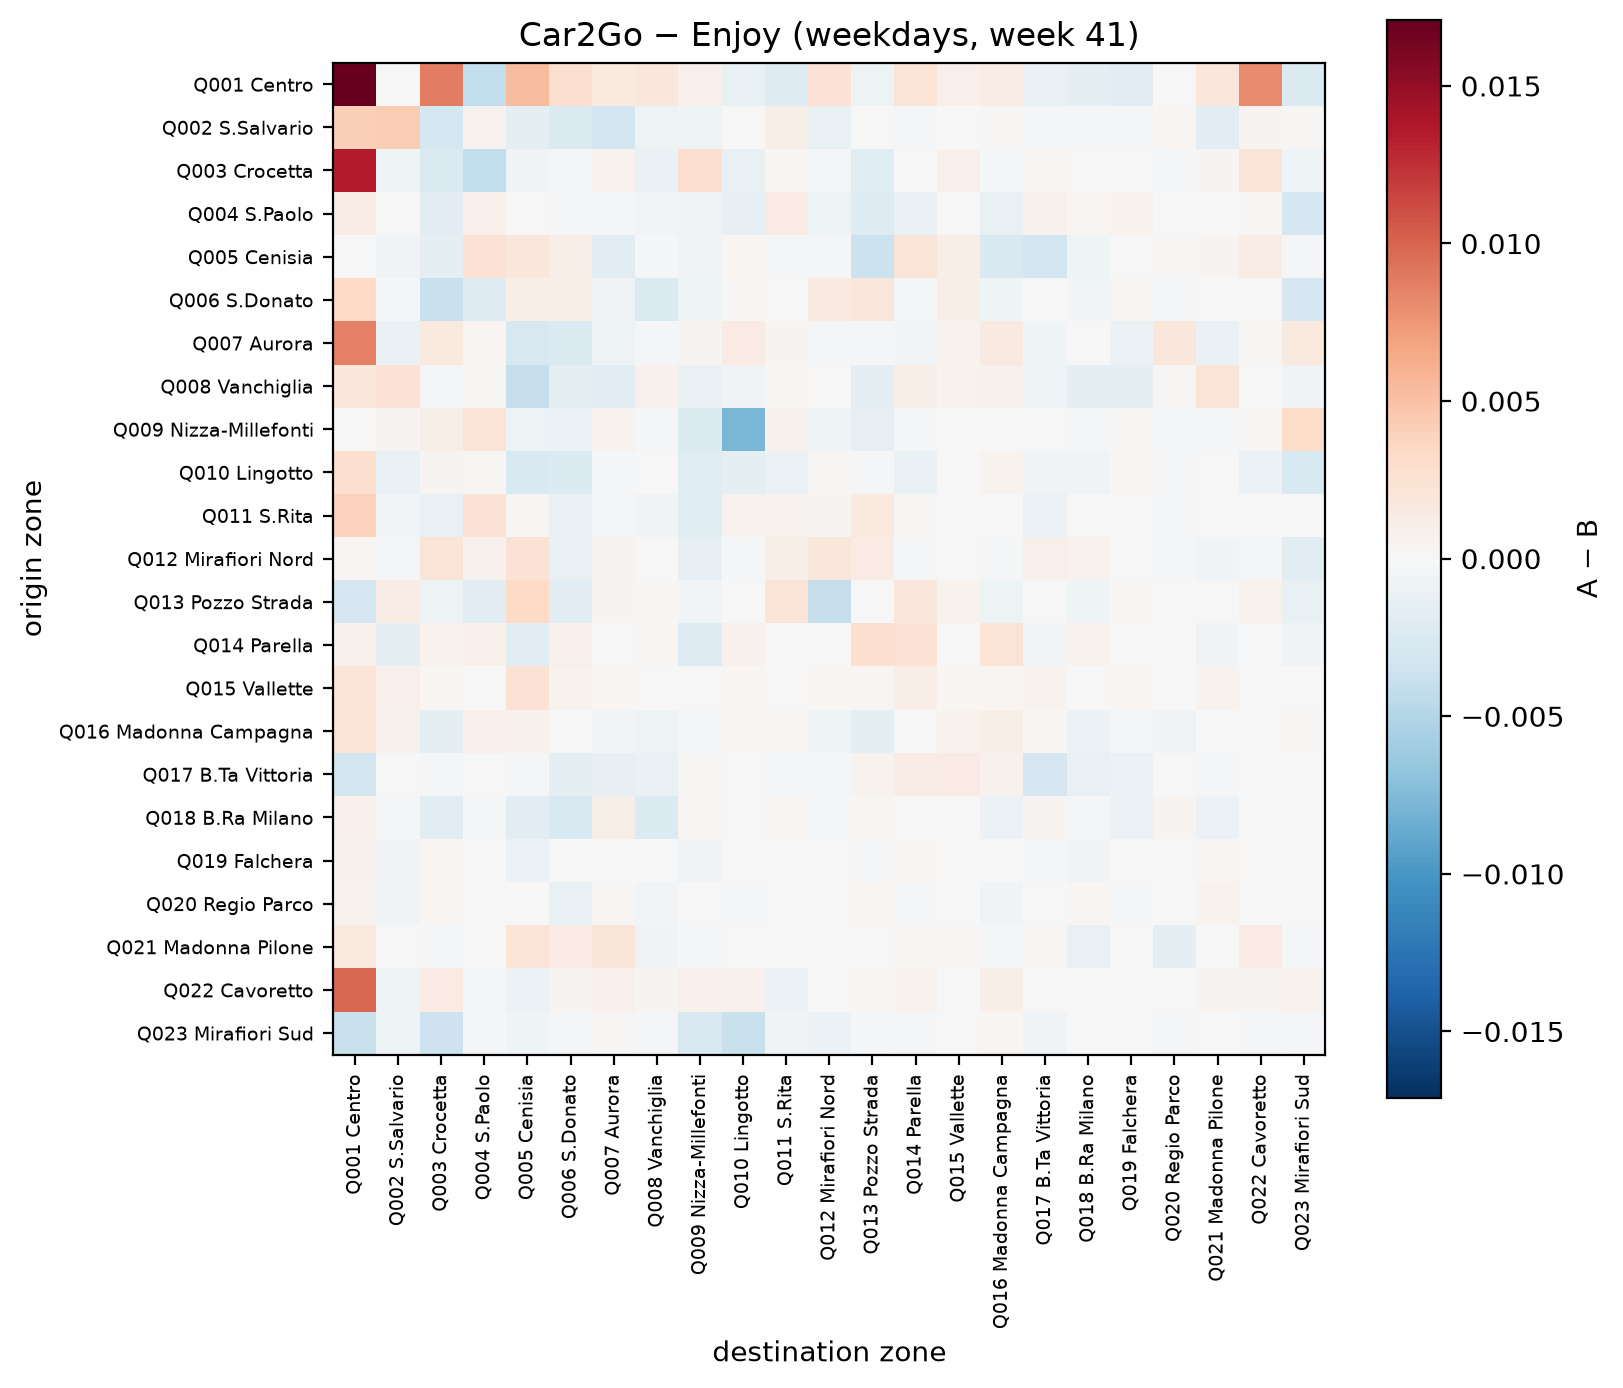 Car2Go − Enjoy (weekdays, week 41)
origin zone
Q001 Centro
Q002 S.Salvario
Q003 Crocetta
Q004 S.Paolo
Q005 Cenisia
Q006 S.Donato
Q007 Aurora
Q008 Vanchiglia
Q009 Nizza-Millefonti
Q010 Lingotto
Q011 S.Rita
Q012 Mirafiori Nord
Q013 Pozzo Strada
Q014 Parella
Q015 Vallette
Q016 Madonna Campagna
Q017 B.Ta Vittoria
Q018 B.Ra Milano
Q019 Falchera
Q020 Regio Parco
Q021 Madonna Pilone
Q022 Cavoretto
Q023 Mirafiori Sud
Q001 Centro
Q002 S.Salvario
Q003 Crocetta
Q004 S.Paolo
Q005 Cenisia
Q006 S.Donato
Q007 Aurora
Q008 Vanchiglia
Q009 Nizza-Millefonti
Q010 Lingotto
Q011 S.Rita
Q012 Mirafiori Nord
Q013 Pozzo Strada
Q014 Parella
Q015 Vallette
Q016 Madonna Campagna
Q017 B.Ta Vittoria
Q018 B.Ra Milano
Q019 Falchera
Q020 Regio Parco
Q021 Madonna Pilone
Q022 Cavoretto
Q023 Mirafiori Sud
destination zone
0.015
0.010
0.005
0.000
−0.005
−0.010
−0.015
A − B